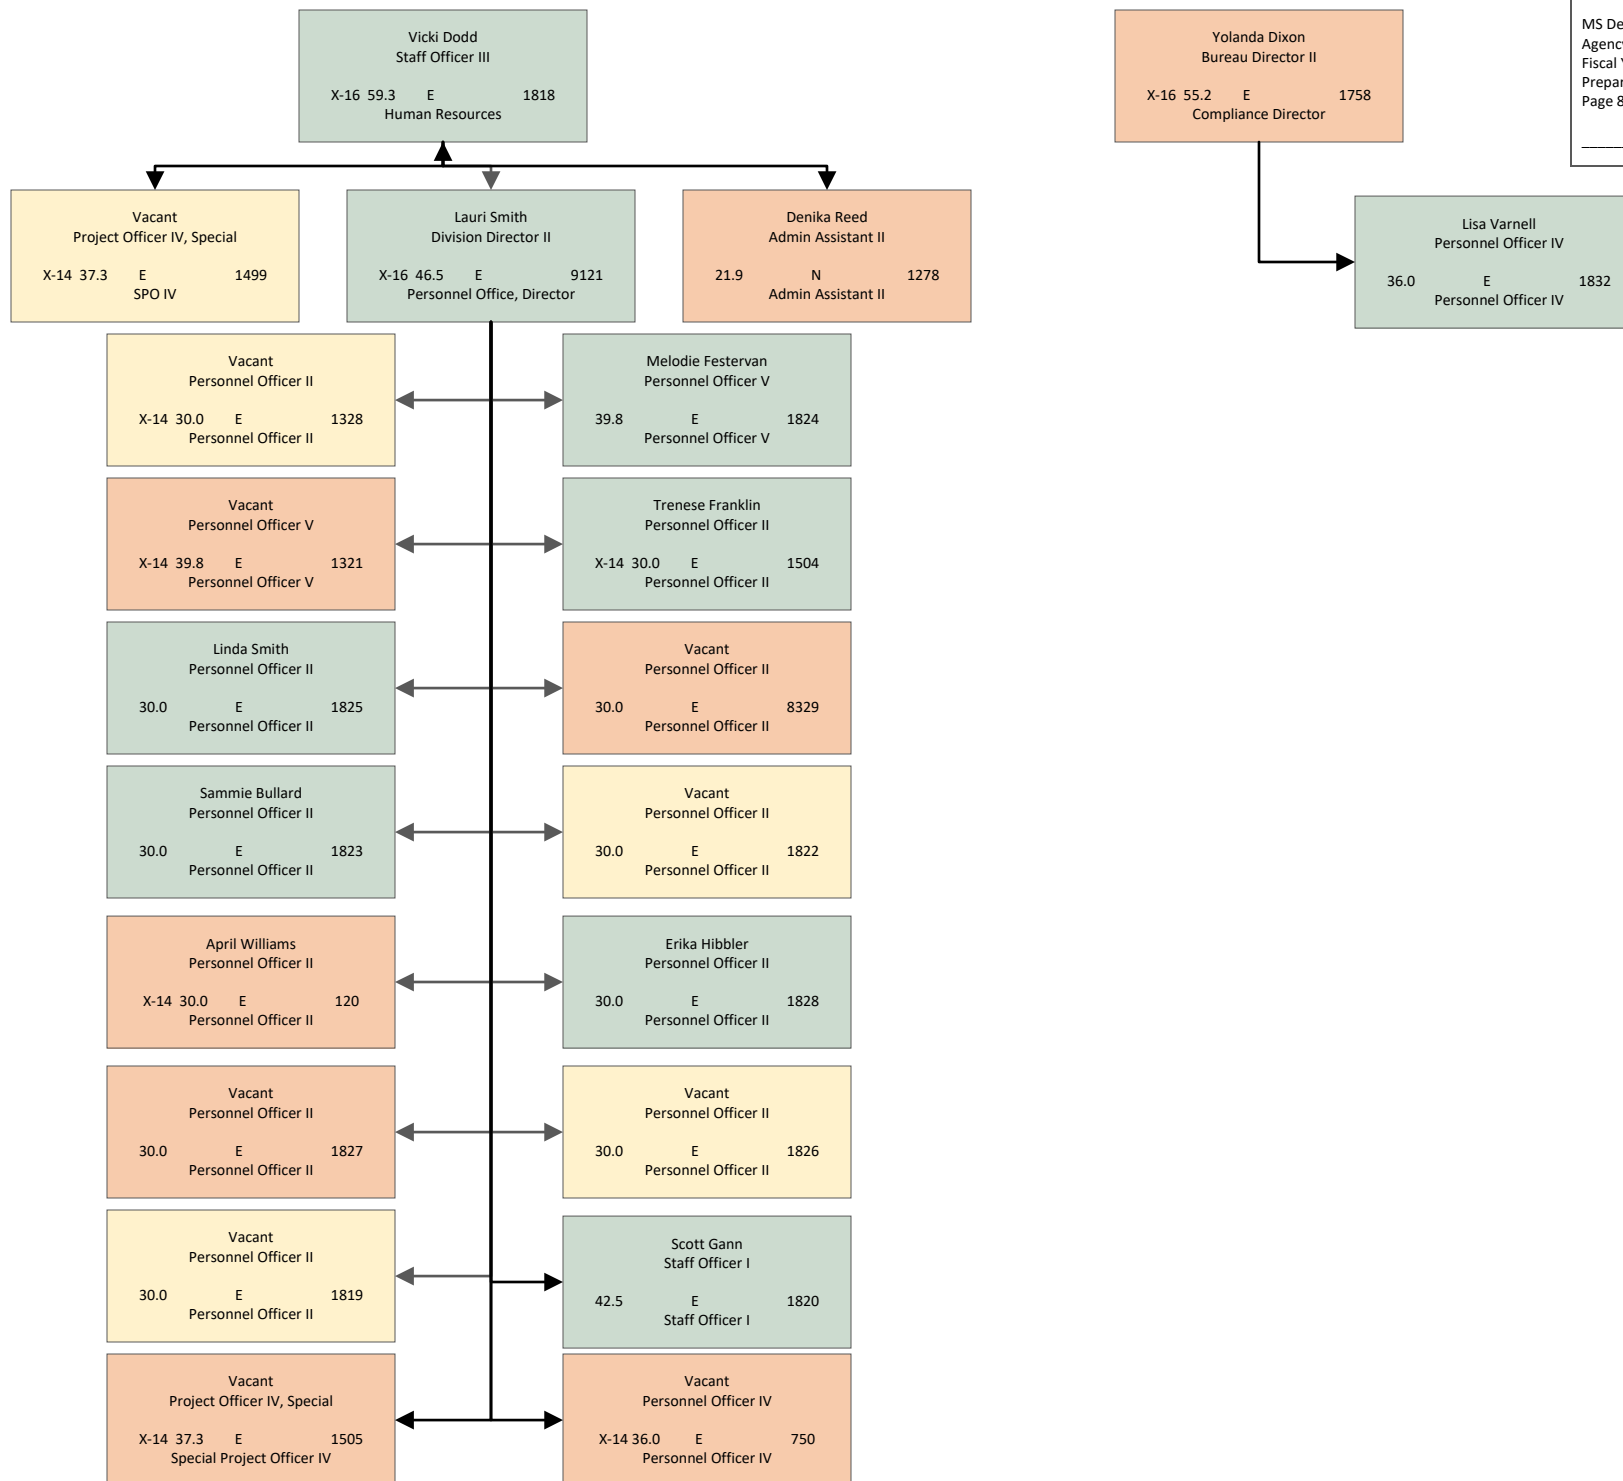 Vicki Dodd
Staff Officer III
X-16 59.3 E 1818
Human Resources
Yolanda Dixon
Bureau Director II
X-16 55.2 E 1758
Compliance Director
MS De
Agency
Fiscal Y
Prepar
Page 8
Vacant
Project Officer IV, Special
X-14 37.3 E 1499
SPO IV
Lauri Smith
Division Director II
X-16 46.5 E 9121
Personnel Office, Director
Denika Reed
Admin Assistant II
21.9 N 1278
Admin Assistant II
Lisa Varnell
Personnel Officer IV
36.0 E 1832
Personnel Officer IV
Vacant
Personnel Officer II
X-14 30.0 E 1328
Personnel Officer II
Melodie Festervan
Personnel Officer V
39.8 E 1824
Personnel Officer V
Vacant
Personnel Officer V
X-14 39.8 E 1321
Personnel Officer V
Trenese Franklin
Personnel Officer II
X-14 30.0 E 1504
Personnel Officer II
Linda Smith
Personnel Officer II
30.0 E 1825
Personnel Officer II
Vacant
Personnel Officer II
30.0 E 8329
Personnel Officer II
Sammie Bullard
Personnel Officer II
30.0 E 1823
Personnel Officer II
Vacant
Personnel Officer II
30.0 E 1822
Personnel Officer II
April Williams
Personnel Officer II
X-14 30.0 E 120
Personnel Officer II
Erika Hibbler
Personnel Officer II
30.0 E 1828
Personnel Officer II
Vacant
Personnel Officer II
30.0 E 1827
Personnel Officer II
Vacant
Personnel Officer II
30.0 E 1826
Personnel Officer II
Vacant
Personnel Officer II
30.0 E 1819
Personnel Officer II
Scott Gann
Staff Officer I
42.5 E 1820
Staff Officer I
Vacant
Project Officer IV, Special
X-14 37.3 E 1505
Special Project Officer IV
Vacant
Personnel Officer IV
X-14 36.0 E 750
Personnel Officer IV